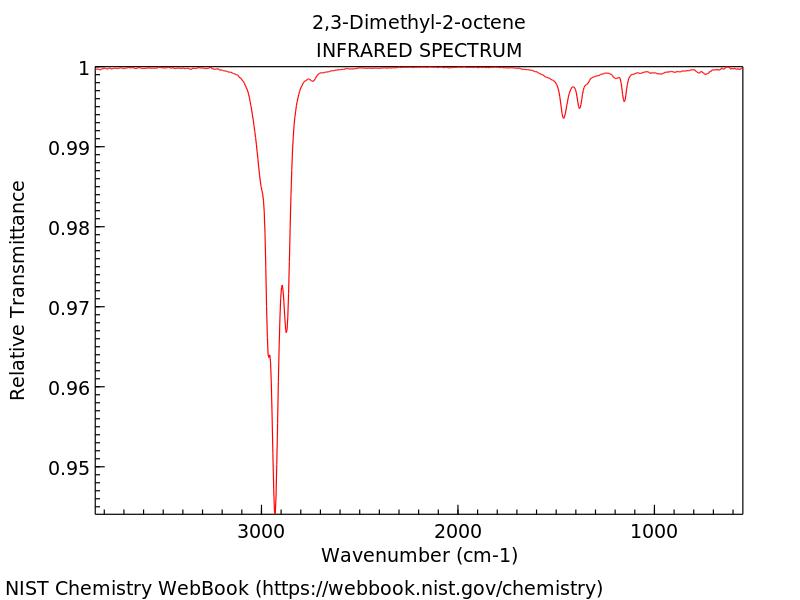 2,3-Dimethyl-2-octene
INFRARED SPECTRUM
1
0.99
0.98
0.97
0.96
0.95
Relative Transmittance
3000 2000 1000
Wavenumber (cm-1)
NIST Chemistry WebBook (https://webbook.nist.gov/chemistry)